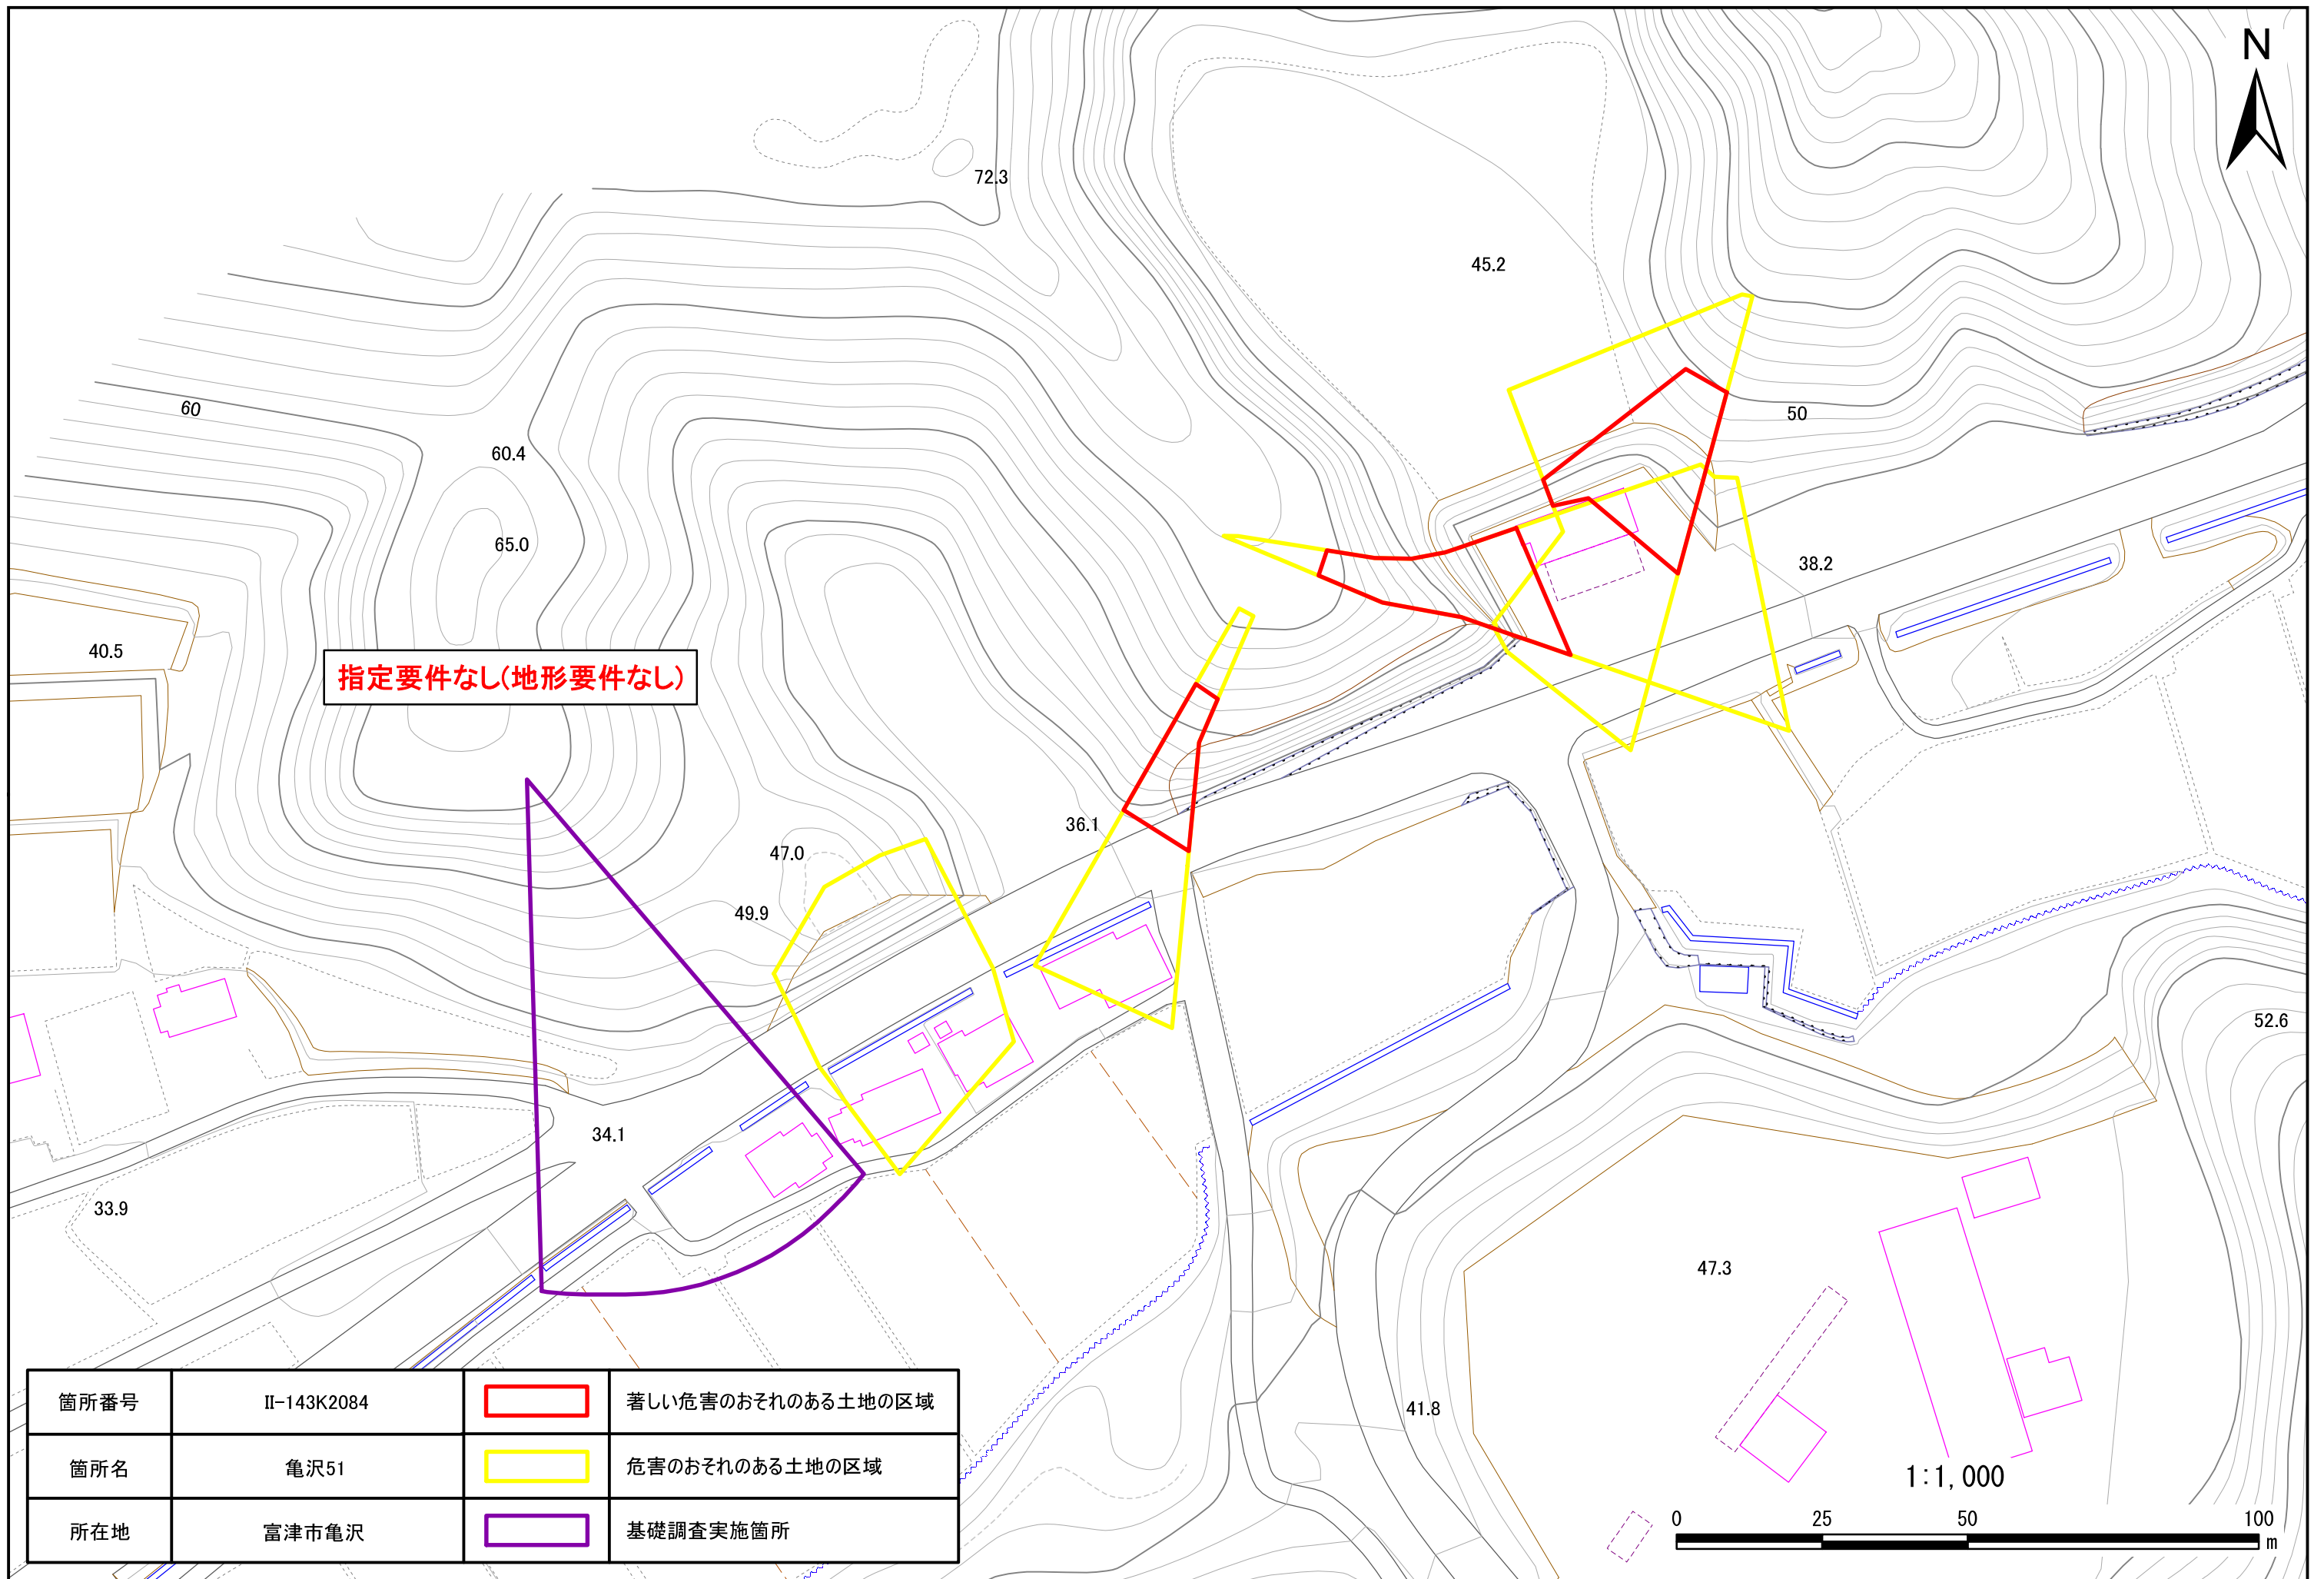 N
72.3
45.2
60
50
60.4
65.0
38.2
40.5
指定要件なし(地形要件なし)
36.1
47.0
49.9
52.6
34.1
33.9
47.3
41.8
箇所番号 II-143K2084 著しい危害のおそれのある土地の区域
箇所名 亀沢51 危害のおそれのある土地の区域
所在地 富津市亀沢 基礎調査実施箇所
1:1,000
0 25 50 100
m